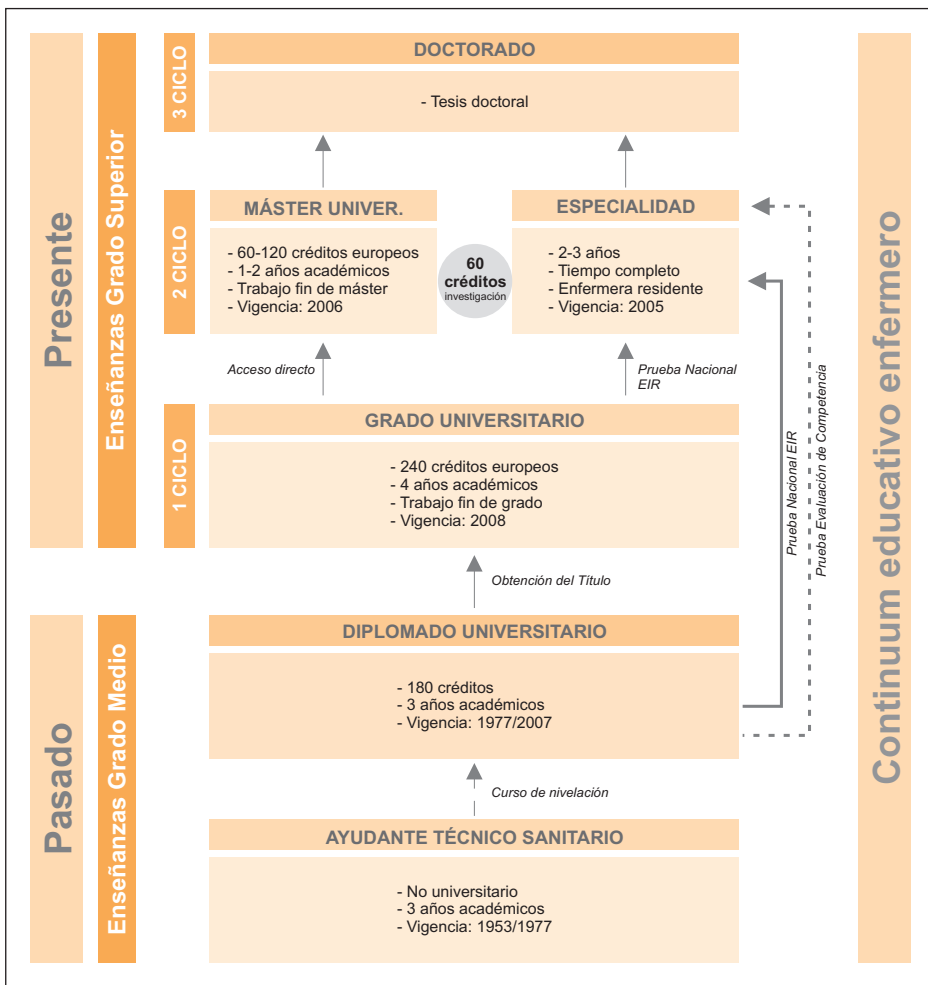 Presente
Enseñanzas Grado Superior
3 CICLO
DOCTORADO
- Tesis doctoral
2 CICLO
MÁSTER UNIVER.
- 60-120 créditos europeos
- 1-2 años académicos
- Trabajo fin de máster
- Vigencia: 2006
60
créditos
investigación
ESPECIALIDAD
- 2-3 años
- Tiempo completo
- Enfermera residente
- Vigencia: 2005
Acceso directo
Prueba Nacional
EIR
1 CICLO
GRADO UNIVERSITARIO
- 240 créditos europeos
- 4 años académicos
- Trabajo fin de grado
- Vigencia: 2008
Prueba Nacional EIR
Prueba Evaluación de Competencia
Obtención del Título
Pasado
Enseñanzas Grado Medio
DIPLOMADO UNIVERSITARIO
- 180 créditos
- 3 años académicos
- Vigencia: 1977/2007
Curso de nivelación
AYUDANTE TÉCNICO SANITARIO
- No universitario
- 3 años académicos
- Vigencia: 1953/1977
Continuum educativo enfermero